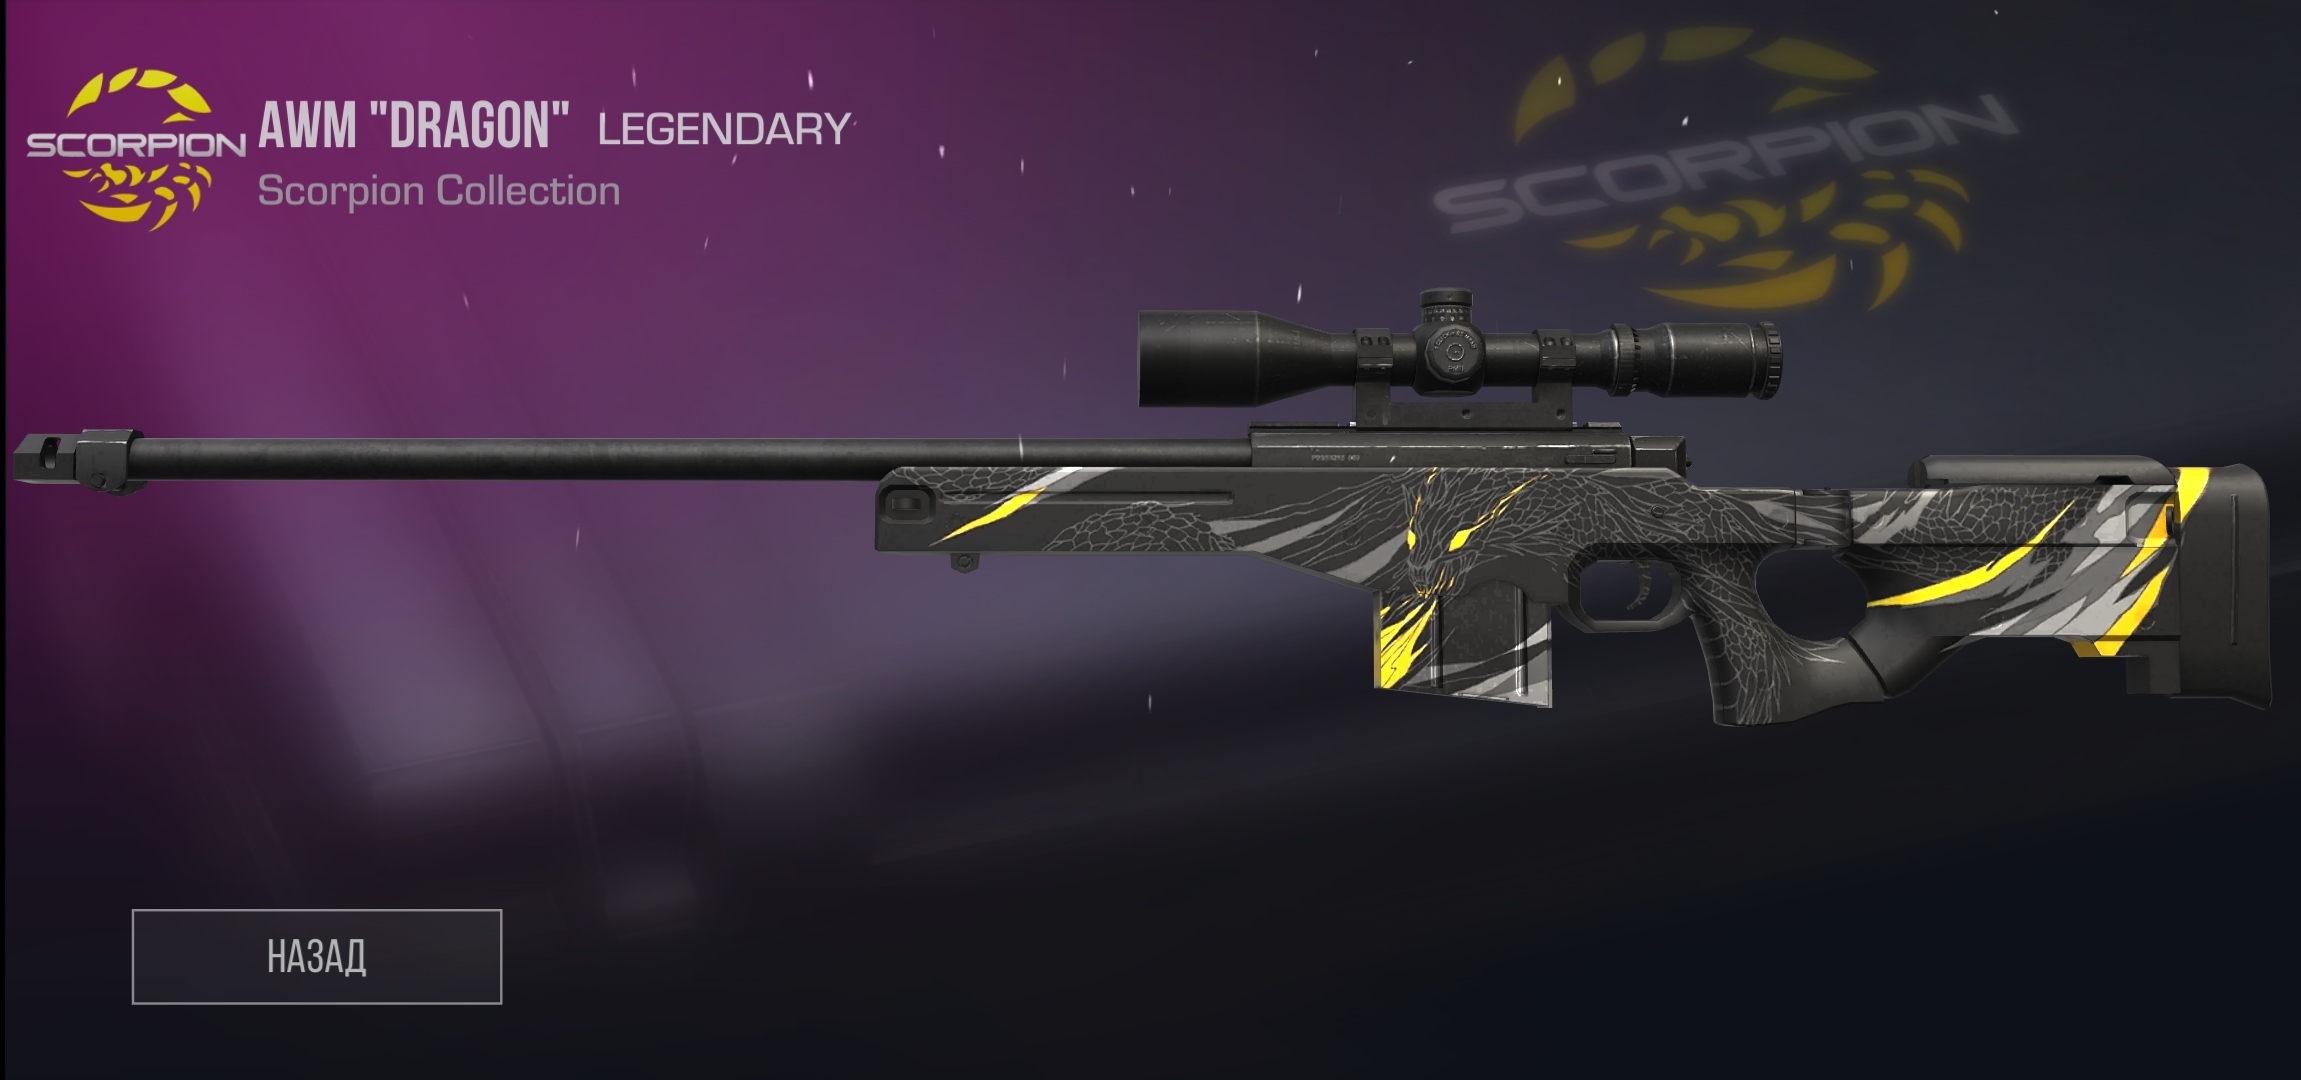 SCORPION
AWM "DRAGON" LEGENDARY
Scorpion Collection
SCORPION
НАЗАД